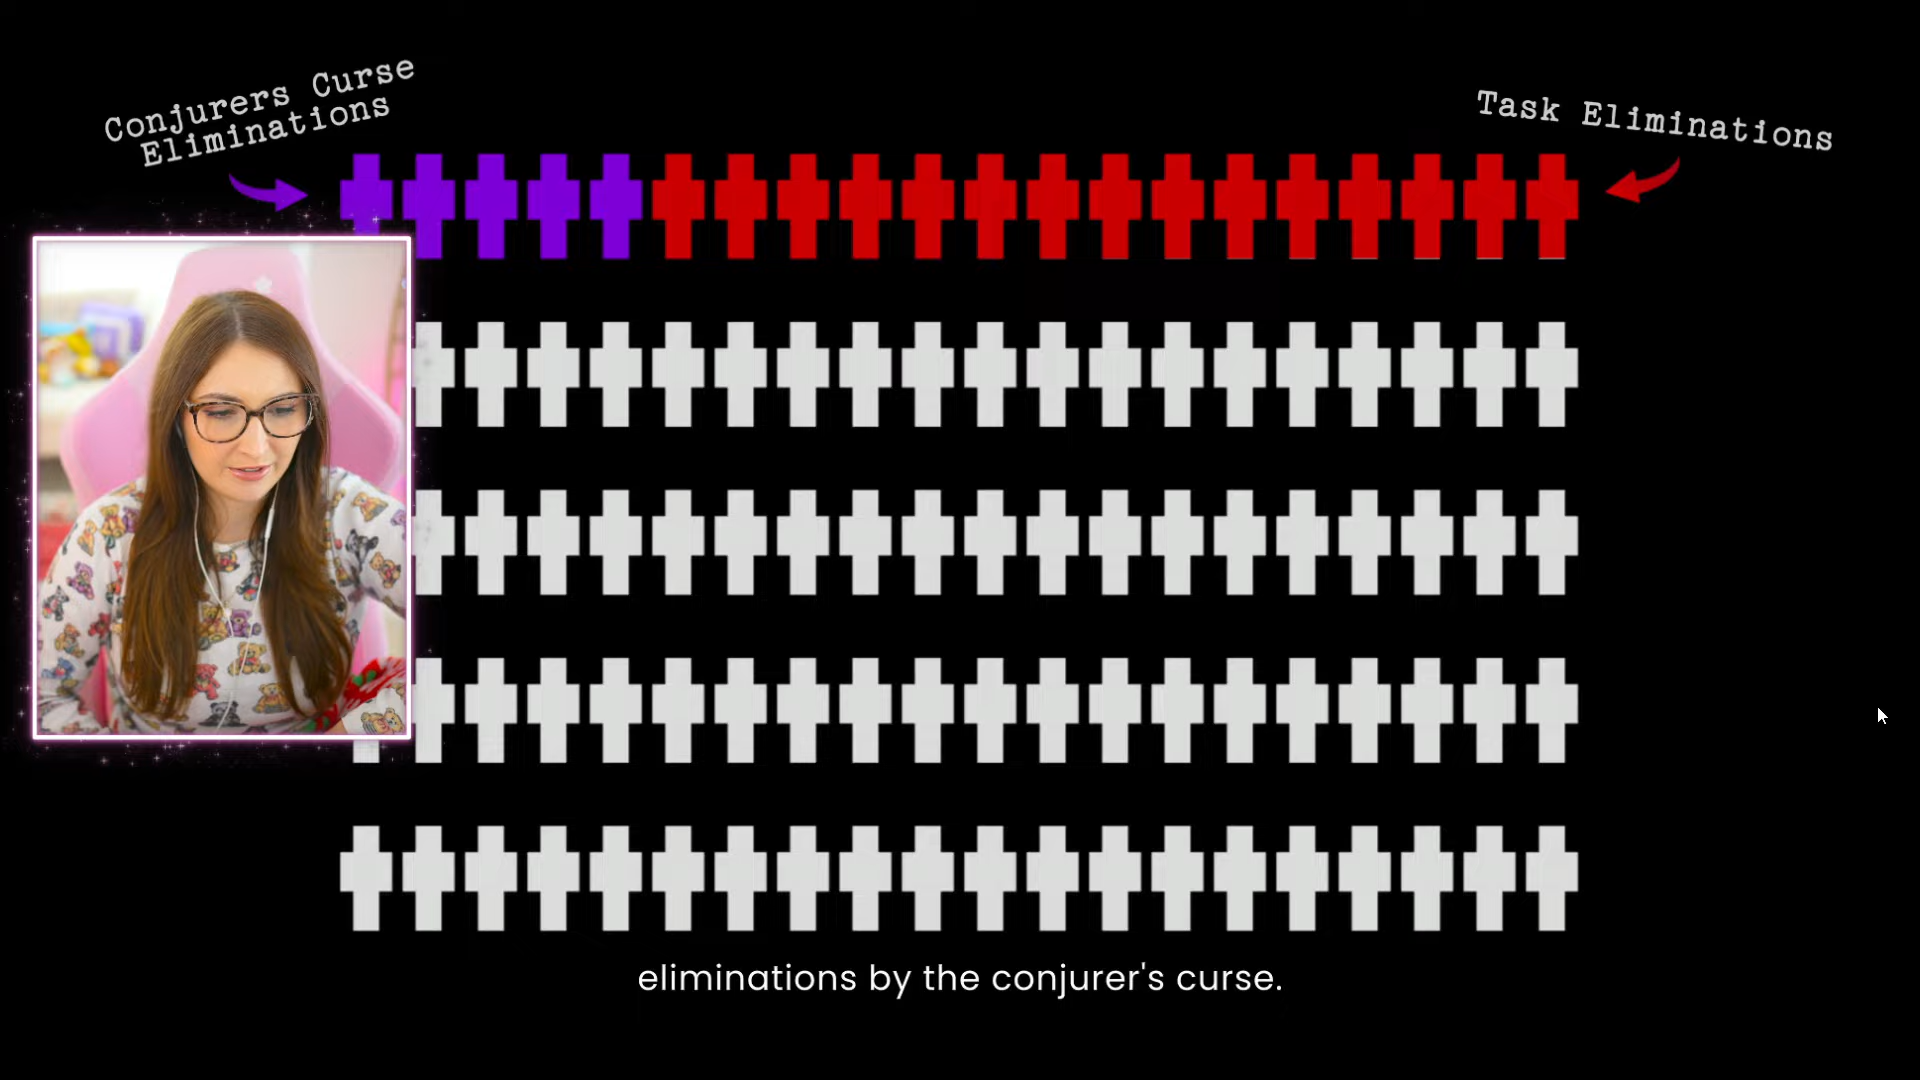 Conjurers Curse
Eliminations
Task Eliminations
eliminations by the conjurer's curse.